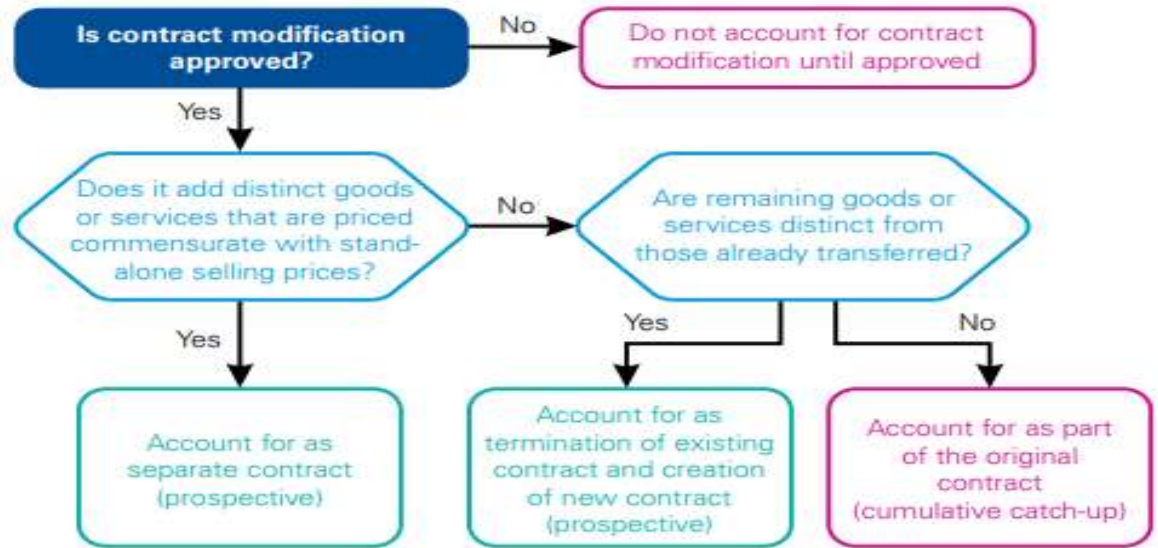 Is contract modification
approved?
No
Do not account for contract
modification until approved
Yes
Does it add distinct goods
or services that are priced
commensurate with stand-
alone selling prices?
No
Are remaining goods or
services distinct from
those already transferred?
Yes
Yes
No
Account for as
separate contract
(prospective)
Account for as
termination of existing
contract and creation
of new contract
(prospective)
Account for as part
of the original
contract
(cumulative catch-up)